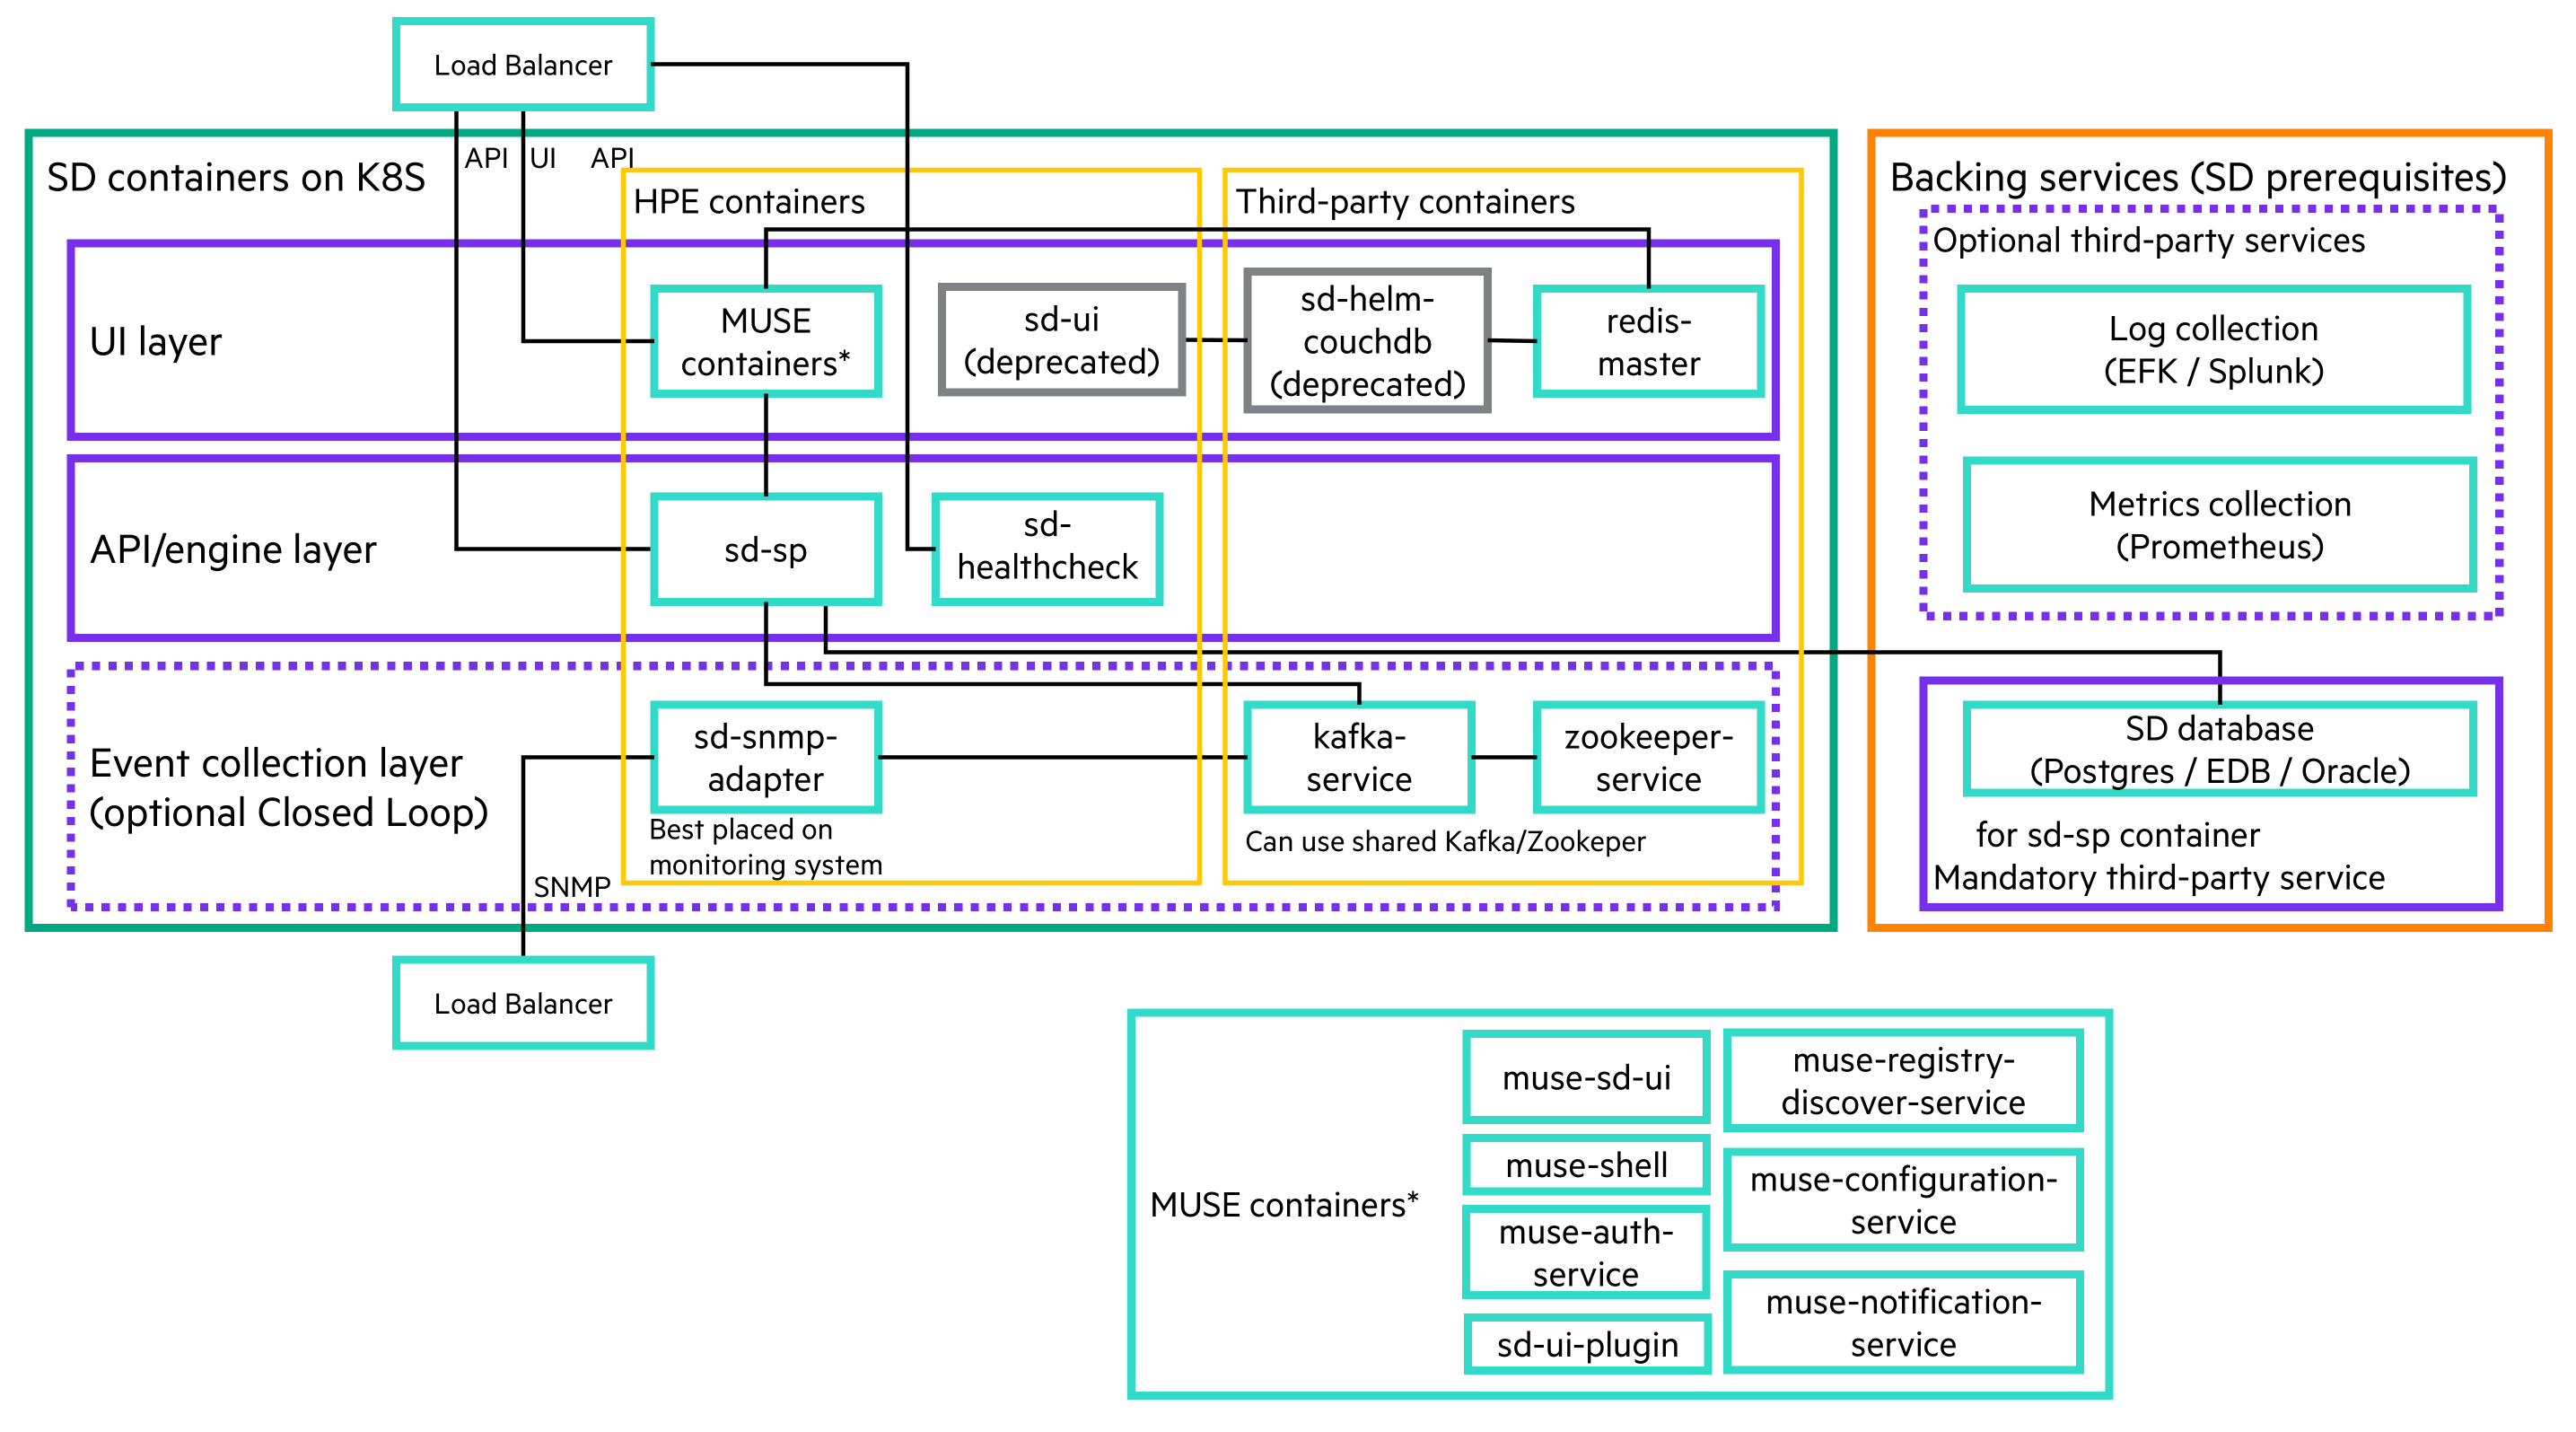 Load Balancer
API
UI
API
SD containers on K8S
HPE containers
Third-party containers
UI layer
MUSE
containers*
sd-ui
(deprecated)
sd-helm-
couchdb
(deprecated)
redis-
master
API/engine layer
sd-sp
sd-
healthcheck
Event collection layer
(optional Closed Loop)
sd-snmp-
adapter
Best placed on
monitoring system
SNMP
kafka-
service
zookeeper-
service
Can use shared Kafka/Zookeper
Load Balancer
Backing services (SD prerequisites)
Optional third-party services
Log collection
(EFK / Splunk)
Metrics collection
(Prometheus)
SD database
(Postgres / EDB / Oracle)
for sd-sp container
Mandatory third-party service
MUSE containers*
muse-sd-ui
muse-shell
muse-auth-
service
sd-ui-plugin
muse-registry-
discover-service
muse-configuration-
service
muse-notification-
service